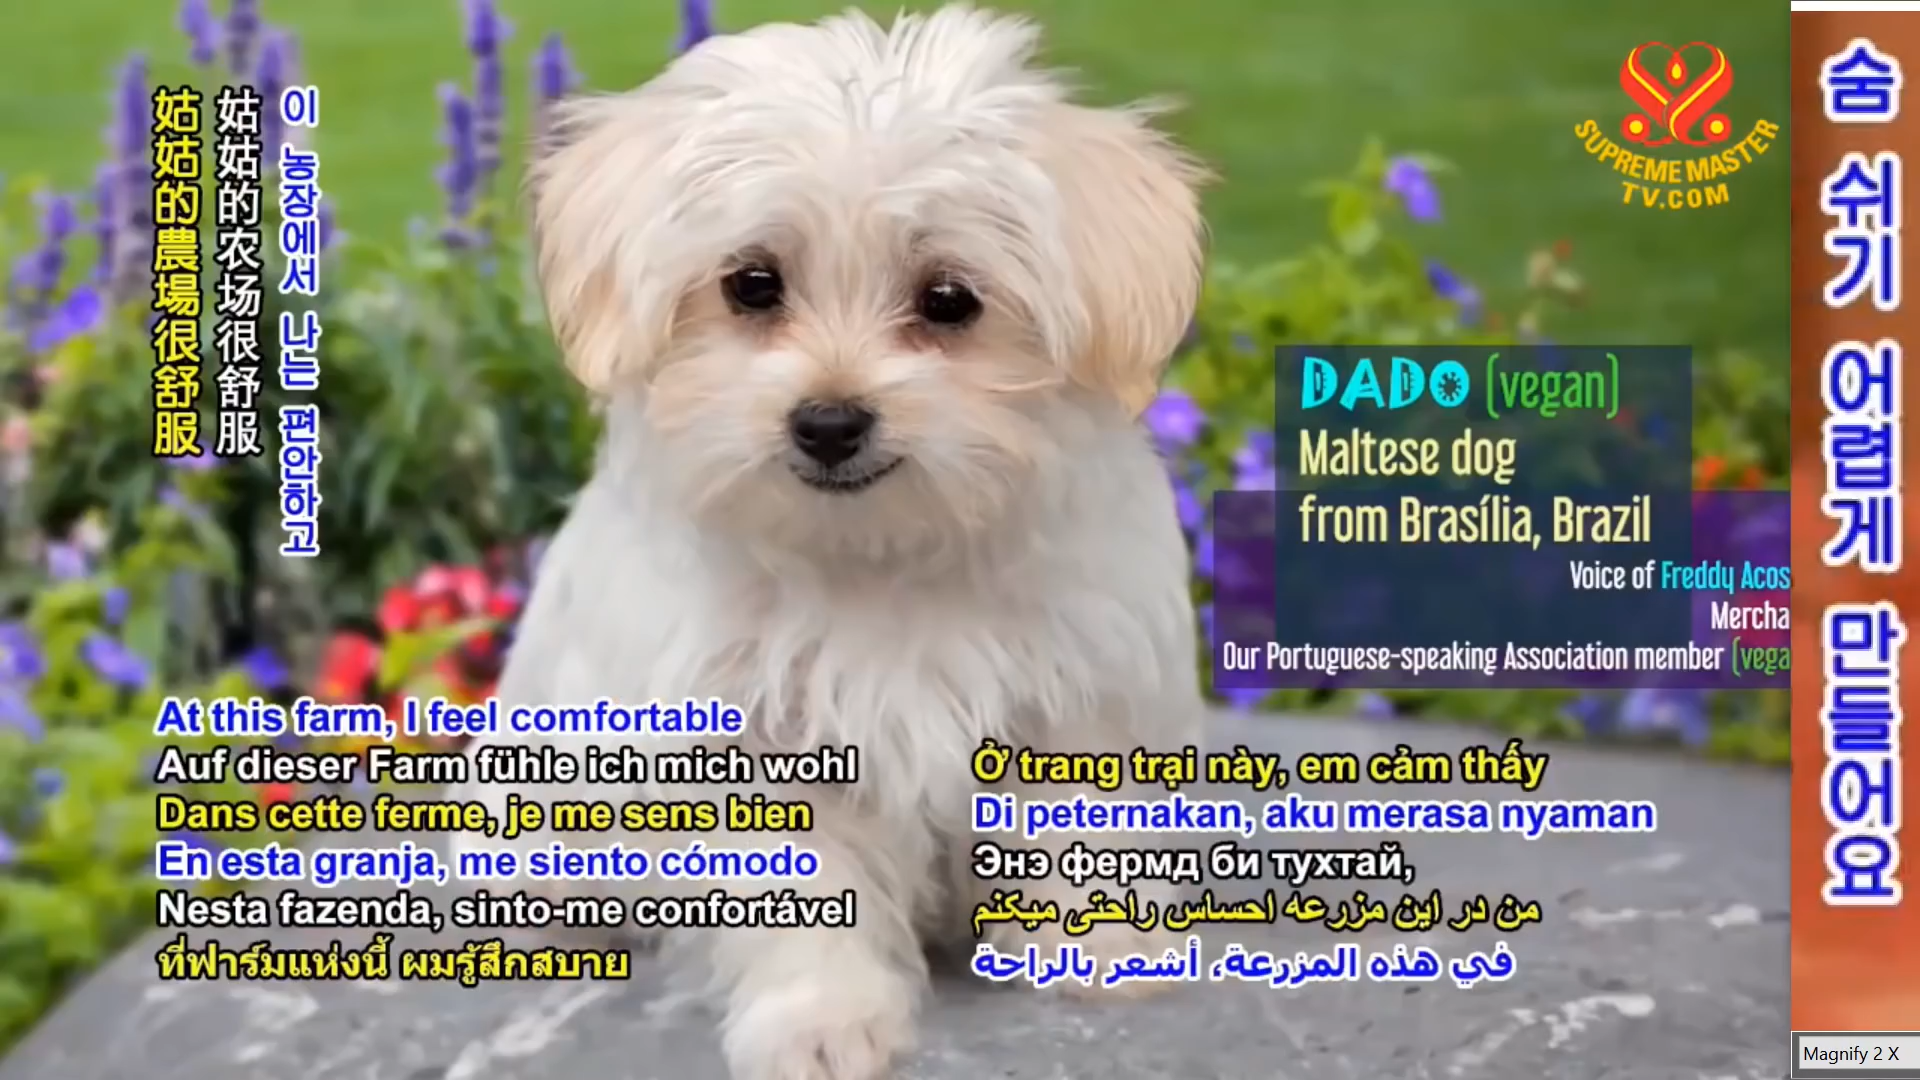 姑姑的農場很舒服
姑姑的农场很舒服
이 농장에서 나는 편안하고
SUPREME MASTER
TV.COM
DADO (vegan)
Maltese dog
from Brasília, Brazil
Voice of Freddy Acos
Mercha
Our Portuguese-speaking Association member (vega
At this farm, I feel comfortable
Auf dieser Farm fühle ich mich wohl
Dans cette ferme, je me sens bien
En esta granja, me siento cómodo
Nesta fazenda, sinto-me confortável
ที่ฟาร์มแห่งนี้ ผมรู้สึกสบาย
Ở trang trại này, em cảm thấy
Di peternakan, aku merasa nyaman
Энэ фермд би тухтай,
من در این مزرعه احساس راحتی میکنم
في هذه المزرعة، أشعر بالراحة
숨 쉬기 어렵게 만들어요
Magnify 2 X